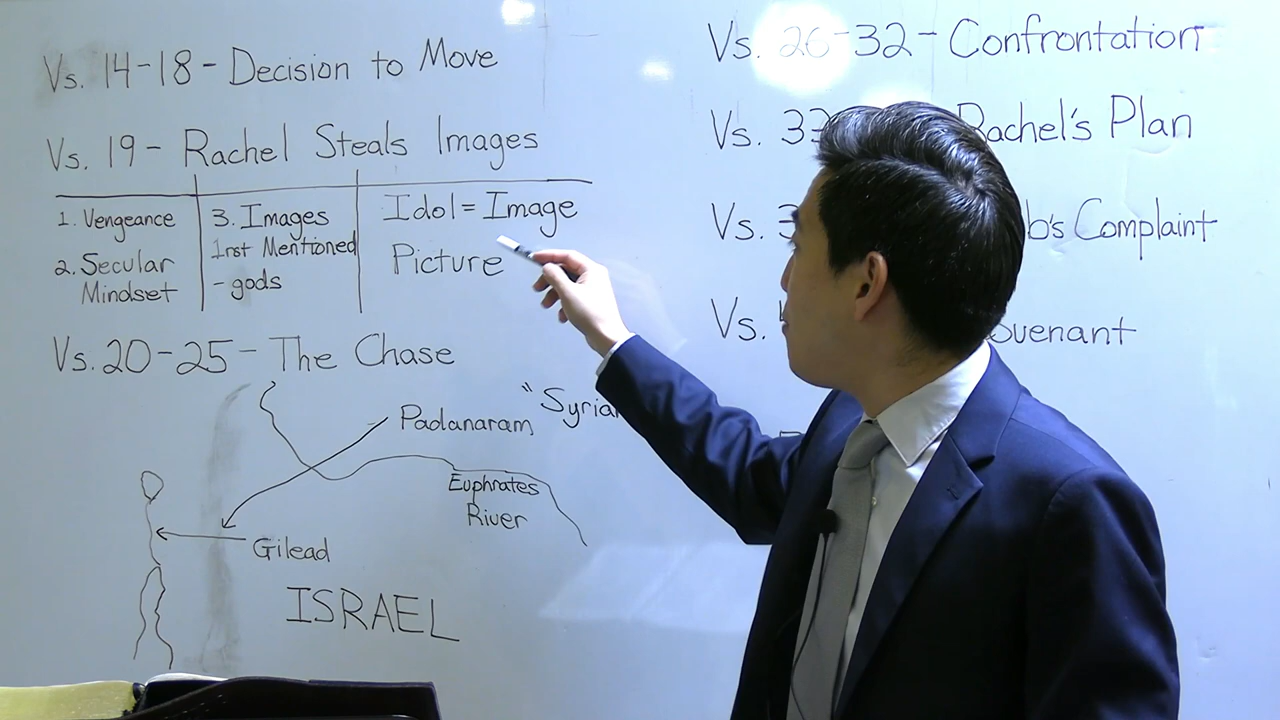 Vs. 14-18 - Decision to Move
Vs. 19 - Rachel Steals Images
1. Vengeance
2. Secular
Mindset
3. Images
1rst Mentioned
- gods
Idol = Image
Picture
Vs. 20-25 - The Chase
Padanaram, "Syrian
Euphrates
River
Gilead
ISRAEL
Vs. 26-32 - Confrontation
Vs. 33 Rachel's Plan
Vs. 3 b's Complaint
Vs. ovenant